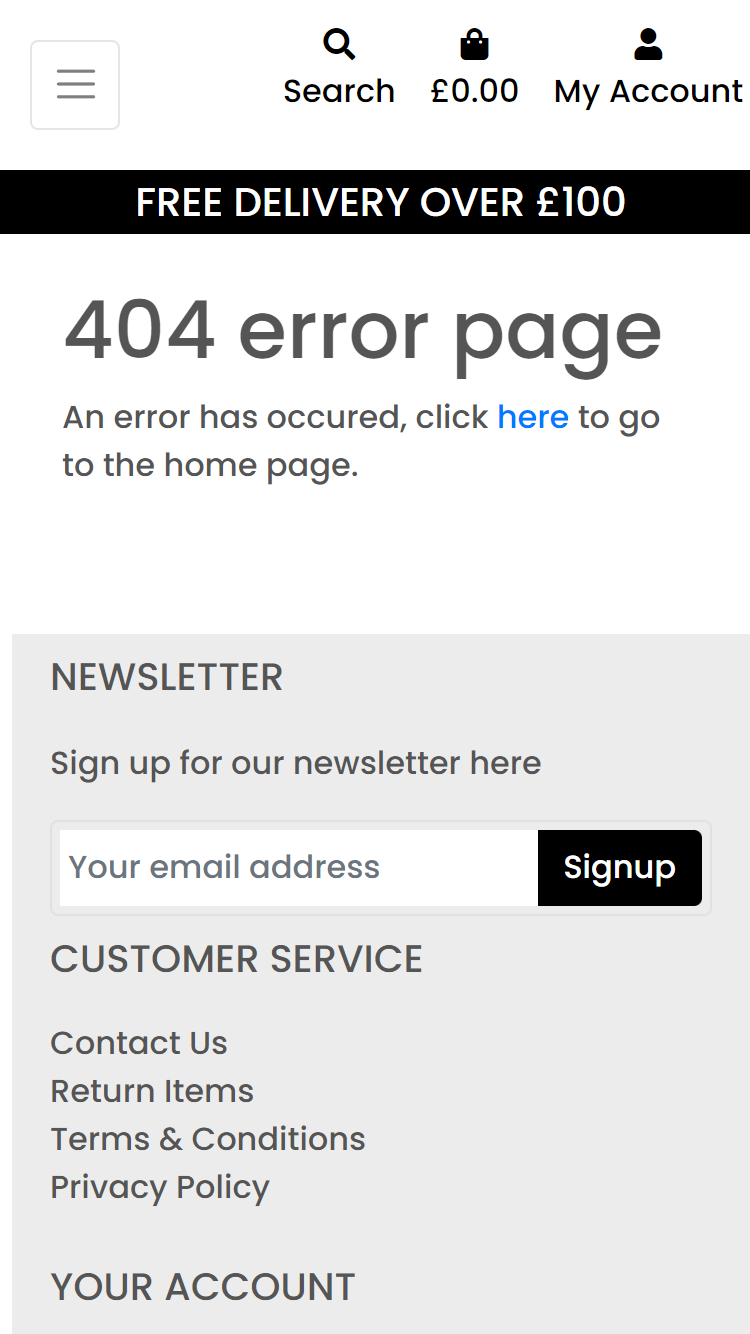 Search £0.00 My Account
FREE DELIVERY OVER £100
404 error page
An error has occured, click here to go
to the home page.
NEWSLETTER
Sign up for our newsletter here
Your email address Signup
CUSTOMER SERVICE
Contact Us
Return Items
Terms & Conditions
Privacy Policy
YOUR ACCOUNT